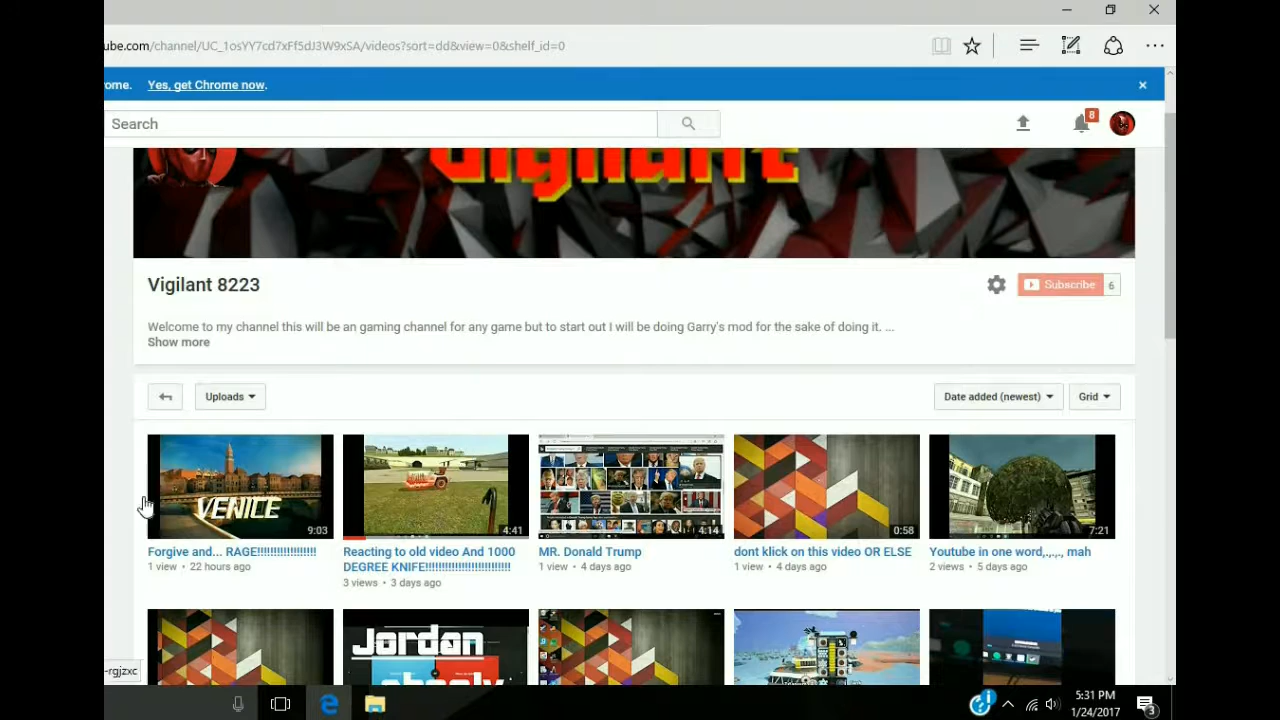 ube.com/channel/UC_1osYY7cd7xFf5dJ3W9xSA/videos?sort=dd&view=0&shelf_id=0
ome. Yes, get Chrome now.
Search
8
vigilant
Vigilant 8223
Subscribe 6
Welcome to my channel this will be an gaming channel for any game but to start out I will be doing Garry's mod for the sake of doing it. ...
Show more
Uploads
Date added (newest)
Grid
VENICE
9:03
4:41
4:14
0:58
7:21
Forgive and... RAGE!!!!!!!!!!!!!!!!!!
1 view • 22 hours ago
Reacting to old video And 1000
DEGREE KNIFE!!!!!!!!!!!!!!!!!!!!!!!!!
3 views • 3 days ago
MR. Donald Trump
1 view • 4 days ago
dont klick on this video OR ELSE
1 view • 4 days ago
Youtube in one word,.,.,., mah
2 views • 5 days ago
Jordan
-rgjzxc
5:31 PM
1/24/2017
3